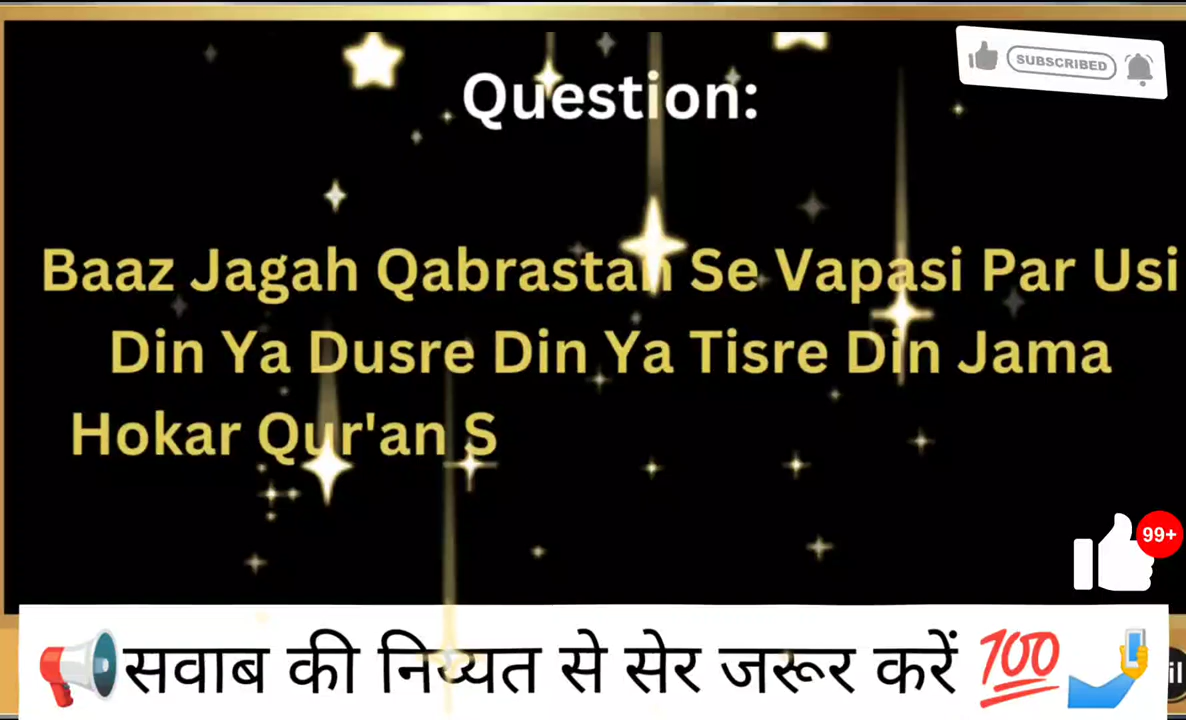 SUBSCRIBED
Question:
Baaz Jagah Qabrastan Se Vapasi Par Usi
Din Ya Dusre Din Ya Tisre Din Jama
Hokar Qur'an S
99+
सवाब की निय्यत से सेर जरूर करें 💯